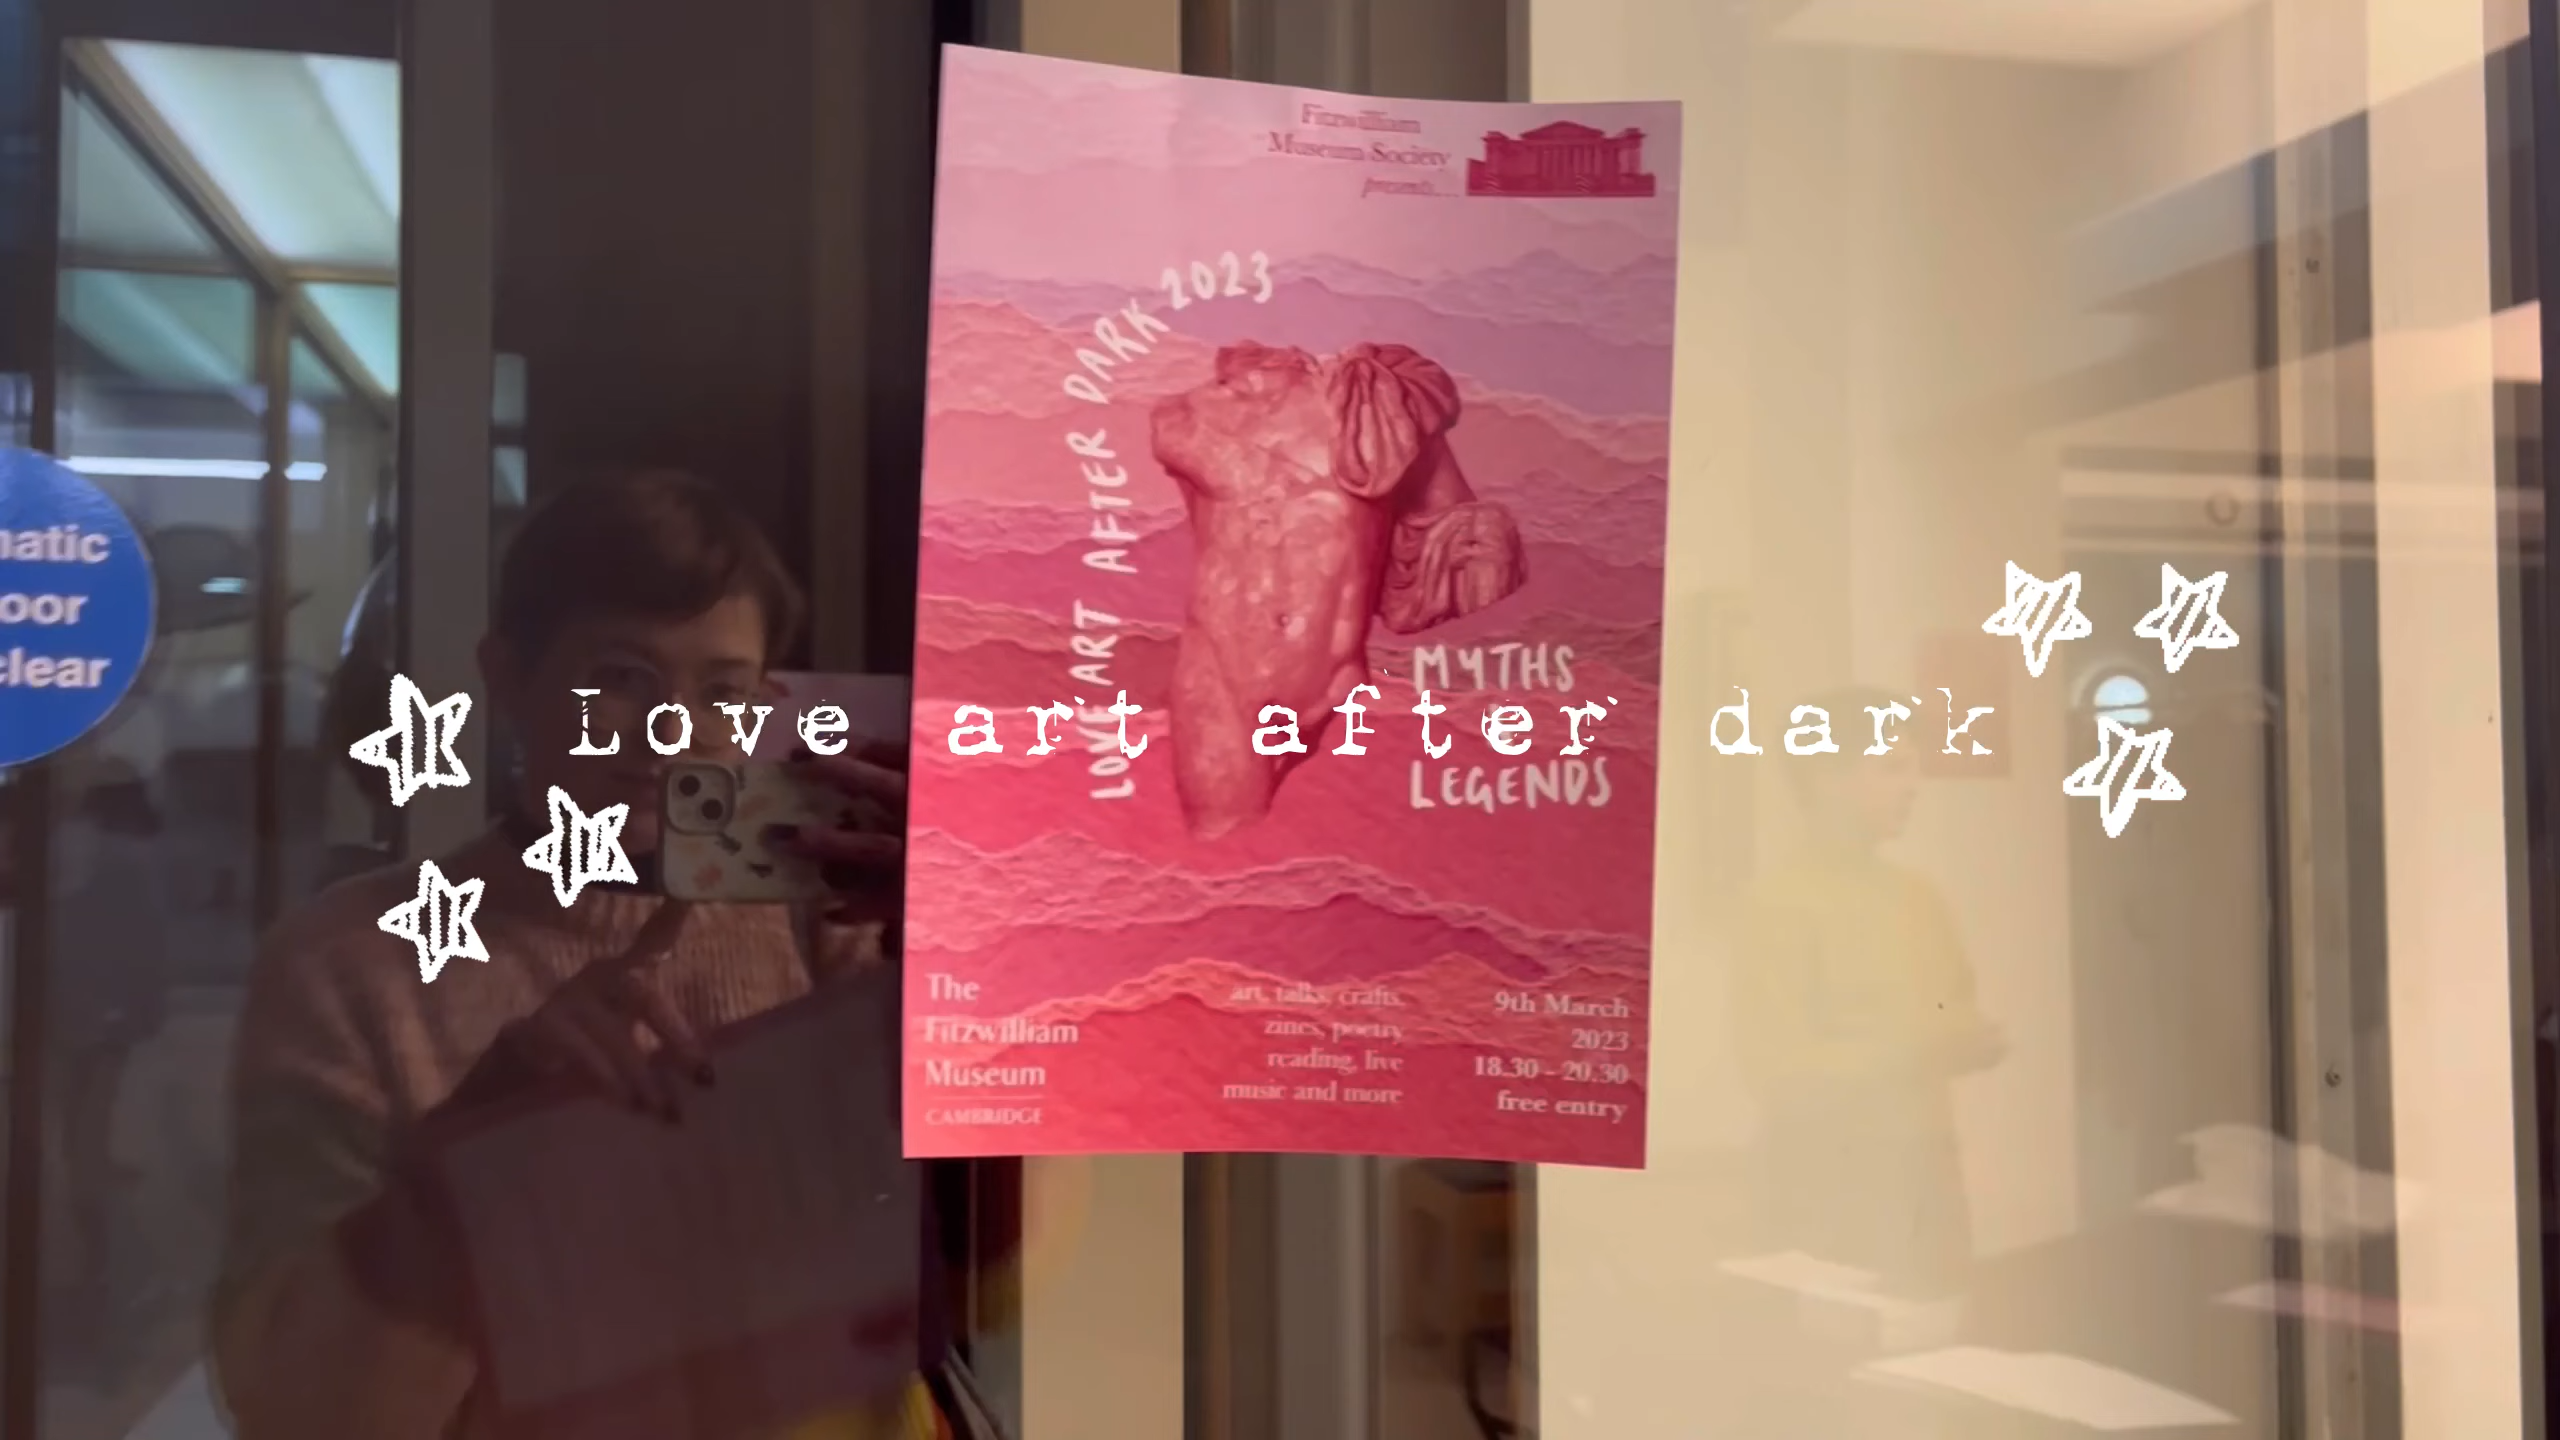 Fitzwilliam
Museum Society
presents....
LOVE ART AFTER DARK 2023
MYTHS
LEGENDS
Love art after dark
matic
oor
clear
The
Fitzwilliam
Museum
CAMBRIDGE
art, talks, crafts,
zines, poetry
reading, live
music and more
9th March
2023
18.30 - 20.30
free entry